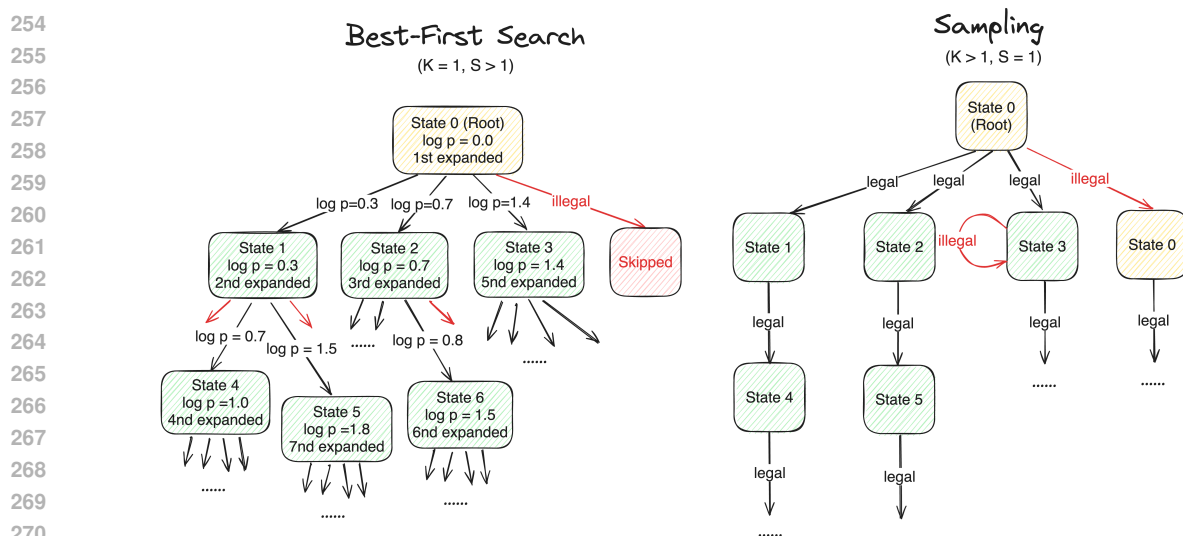 254
255
256
257
258
259
260
261
262
263
264
265
266
267
268
269
270
Best-First Search
(K = 1, S > 1)
State 0 (Root)
log p = 0.0
1st expanded
log p=0.3
log p=0.7
log p=1.4
illegal
State 1
log p = 0.3
2nd expanded
State 2
log p = 0.7
3rd expanded
State 3
log p = 1.4
5nd expanded
Skipped
log p = 0.7
log p = 1.5
......
log p = 0.8
......
State 4
log p =1.0
4nd expanded
State 5
log p =1.8
7nd expanded
State 6
log p = 1.5
6nd expanded
......
......
......
Sampling
(K > 1, S = 1)
State 0
(Root)
legal
legal
legal
illegal
State 1
State 2
illegal
State 3
State 0
legal
legal
legal
legal
State 4
State 5
......
......
legal
legal
......